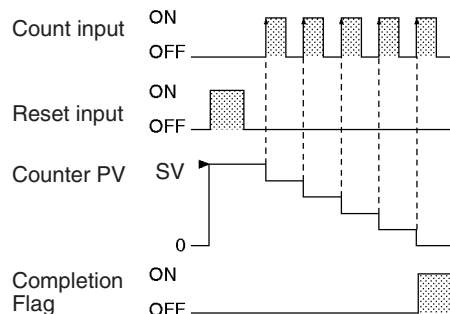 Count input
ON
OFF
Reset input
ON
OFF
Counter PV
SV
0
Completion
Flag
ON
OFF